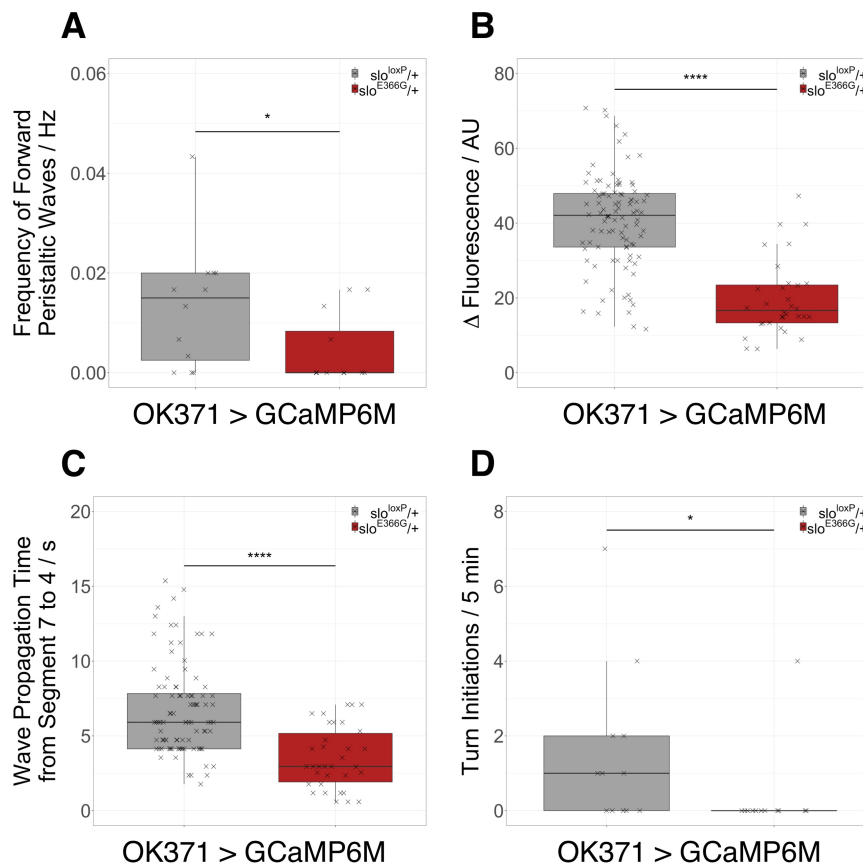 A
Frequency of Forward
Peristaltic Waves / Hz
0.06
0.04
0.02
0.00
*
slo^loxP/+
slo^E366G/+
OK371 > GCaMP6M
B
Δ Fluorescence / AU
80
60
40
20
0
****
slo^loxP/+
slo^E366G/+
OK371 > GCaMP6M
C
Wave Propagation Time
from Segment 7 to 4 / s
20
15
10
5
0
****
slo^loxP/+
slo^E366G/+
OK371 > GCaMP6M
D
Turn Initiations / 5 min
8
6
4
2
0
*
slo^loxP/+
slo^E366G/+
OK371 > GCaMP6M